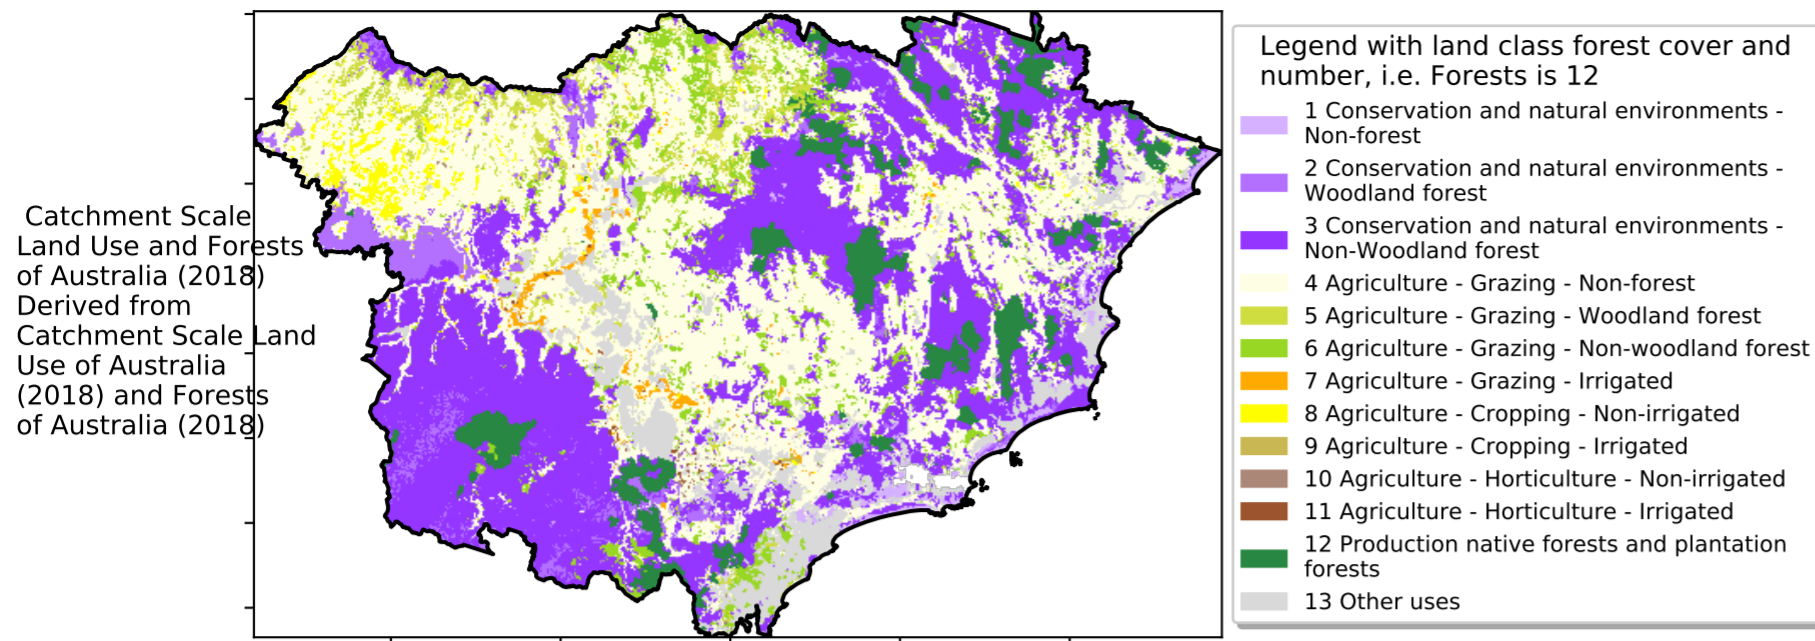 Catchment Scale
Land Use and Forests
of Australia (2018)
Derived from
Catchment Scale Land
Use of Australia
(2018) and Forests
of Australia (2018)
Legend with land class forest cover and
number, i.e. Forests is 12
1 Conservation and natural environments -
Non-forest
2 Conservation and natural environments -
Woodland forest
3 Conservation and natural environments -
Non-Woodland forest
4 Agriculture - Grazing - Non-forest
5 Agriculture - Grazing - Woodland forest
6 Agriculture - Grazing - Non-woodland forest
7 Agriculture - Grazing - Irrigated
8 Agriculture - Cropping - Non-irrigated
9 Agriculture - Cropping - Irrigated
10 Agriculture - Horticulture - Non-irrigated
11 Agriculture - Horticulture - Irrigated
12 Production native forests and plantation
forests
13 Other uses